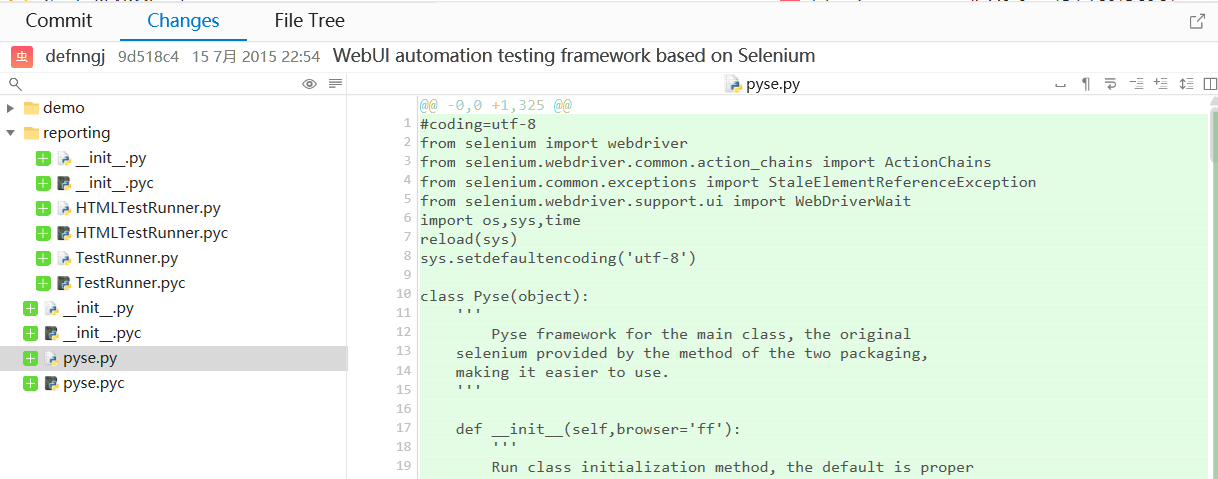 Commit Changes File Tree
虫 defnngj 9d518c4 15 7月 2015 22:54 WebUI automation testing framework based on Selenium
pyse.py
demo
reporting
__init__.py
__init__.pyc
HTMLTestRunner.py
HTMLTestRunner.pyc
TestRunner.py
TestRunner.pyc
__init__.py
__init__.pyc
pyse.py
pyse.pyc
@@ -0,0 +1,325 @@
1 #coding=utf-8
2 from selenium import webdriver
3 from selenium.webdriver.common.action_chains import ActionChains
4 from selenium.common.exceptions import StaleElementReferenceException
5 from selenium.webdriver.support.ui import WebDriverWait
6 import os,sys,time
7 reload(sys)
8 sys.setdefaultencoding('utf-8')
9
10 class Pyse(object):
11 '''
12 Pyse framework for the main class, the original
13 selenium provided by the method of the two packaging,
14 making it easier to use.
15 '''
16
17 def __init__(self,browser='ff'):
18 '''
19 Run class initialization method, the default is proper